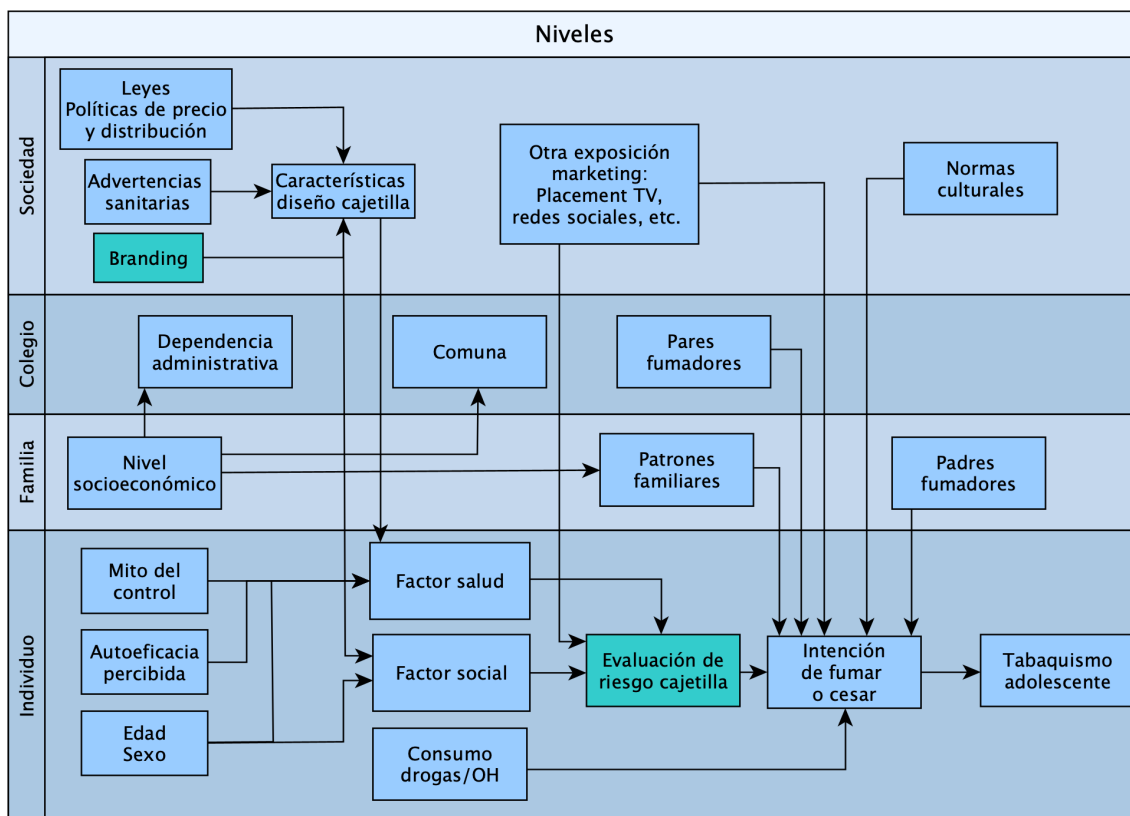 Niveles
Sociedad
Leyes
Políticas de precio
y distribución
Advertencias
sanitarias
Branding
Características
diseño cajetilla
Otra exposición
marketing:
Placement TV,
redes sociales, etc.
Normas
culturales
Colegio
Dependencia
administrativa
Comuna
Pares
fumadores
Familia
Nivel
socioeconómico
Patrones
familiares
Padres
fumadores
Individuo
Mito del
control
Autoeficacia
percibida
Edad
Sexo
Factor salud
Factor social
Consumo
drogas/OH
Evaluación de
riesgo cajetilla
Intención
de fumar
o cesar
Tabaquismo
adolescente